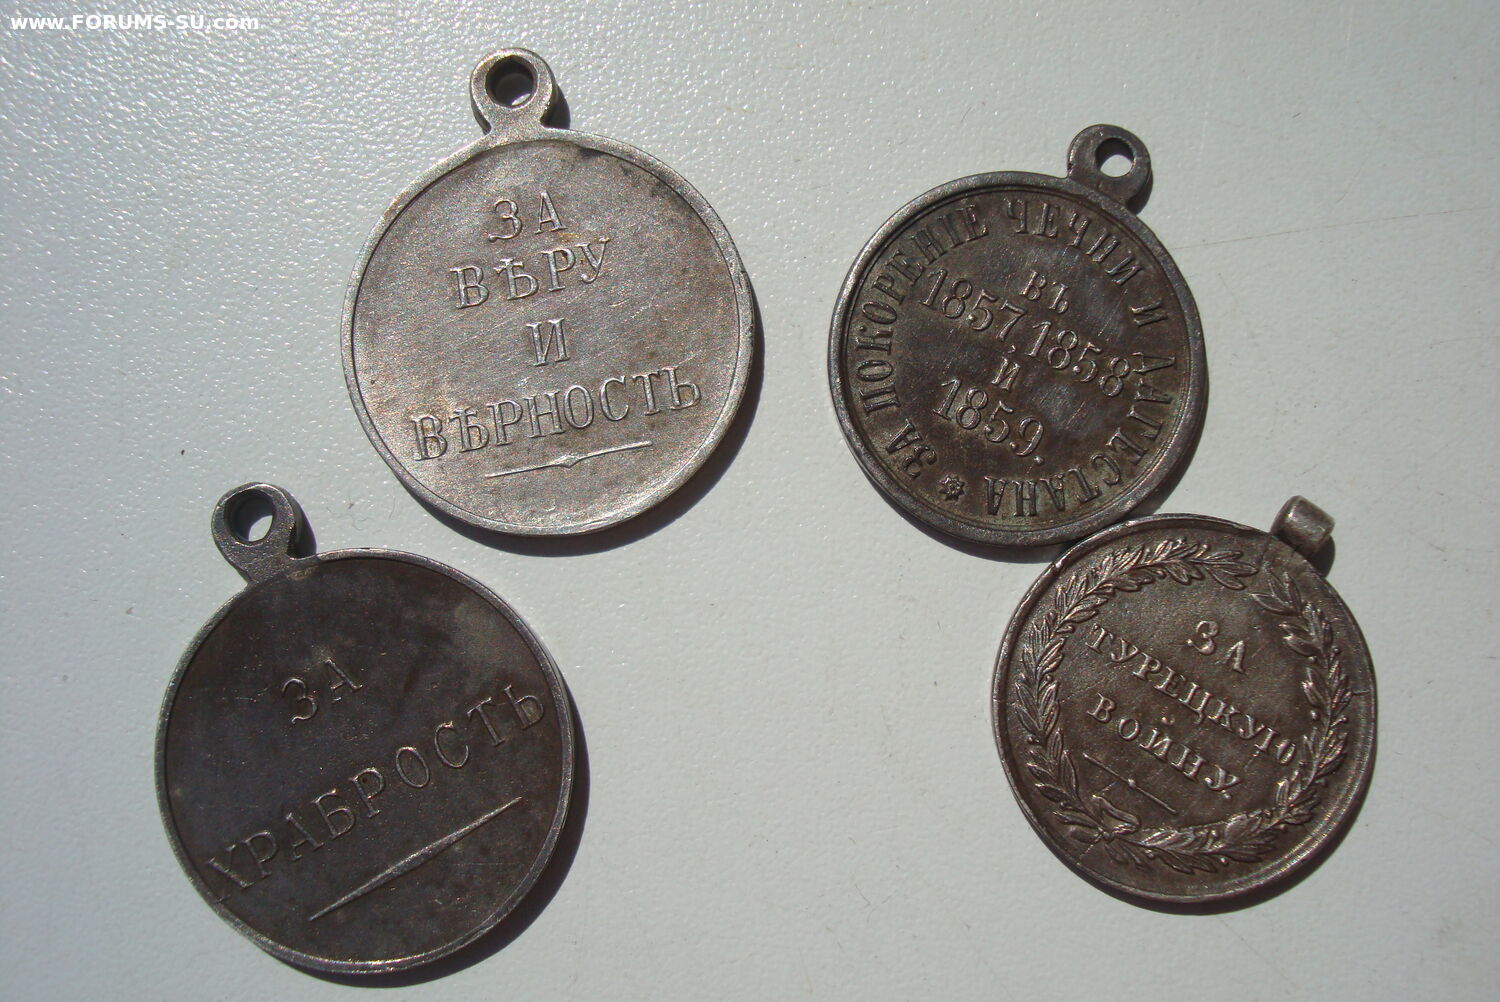 www.FORUMS-SU.com
ЗА
ВѢРУ
И
ВѢРНОСТЬ
ЗА ПОКОРЕНІЕ ЧЕЧНИ И ДАГЕСТАНА
въ
1857, 1858
и
1859.
ЗА
ХРАБРОСТЬ
ЗА
ТУРЕЦКУЮ
ВОЙНУ.